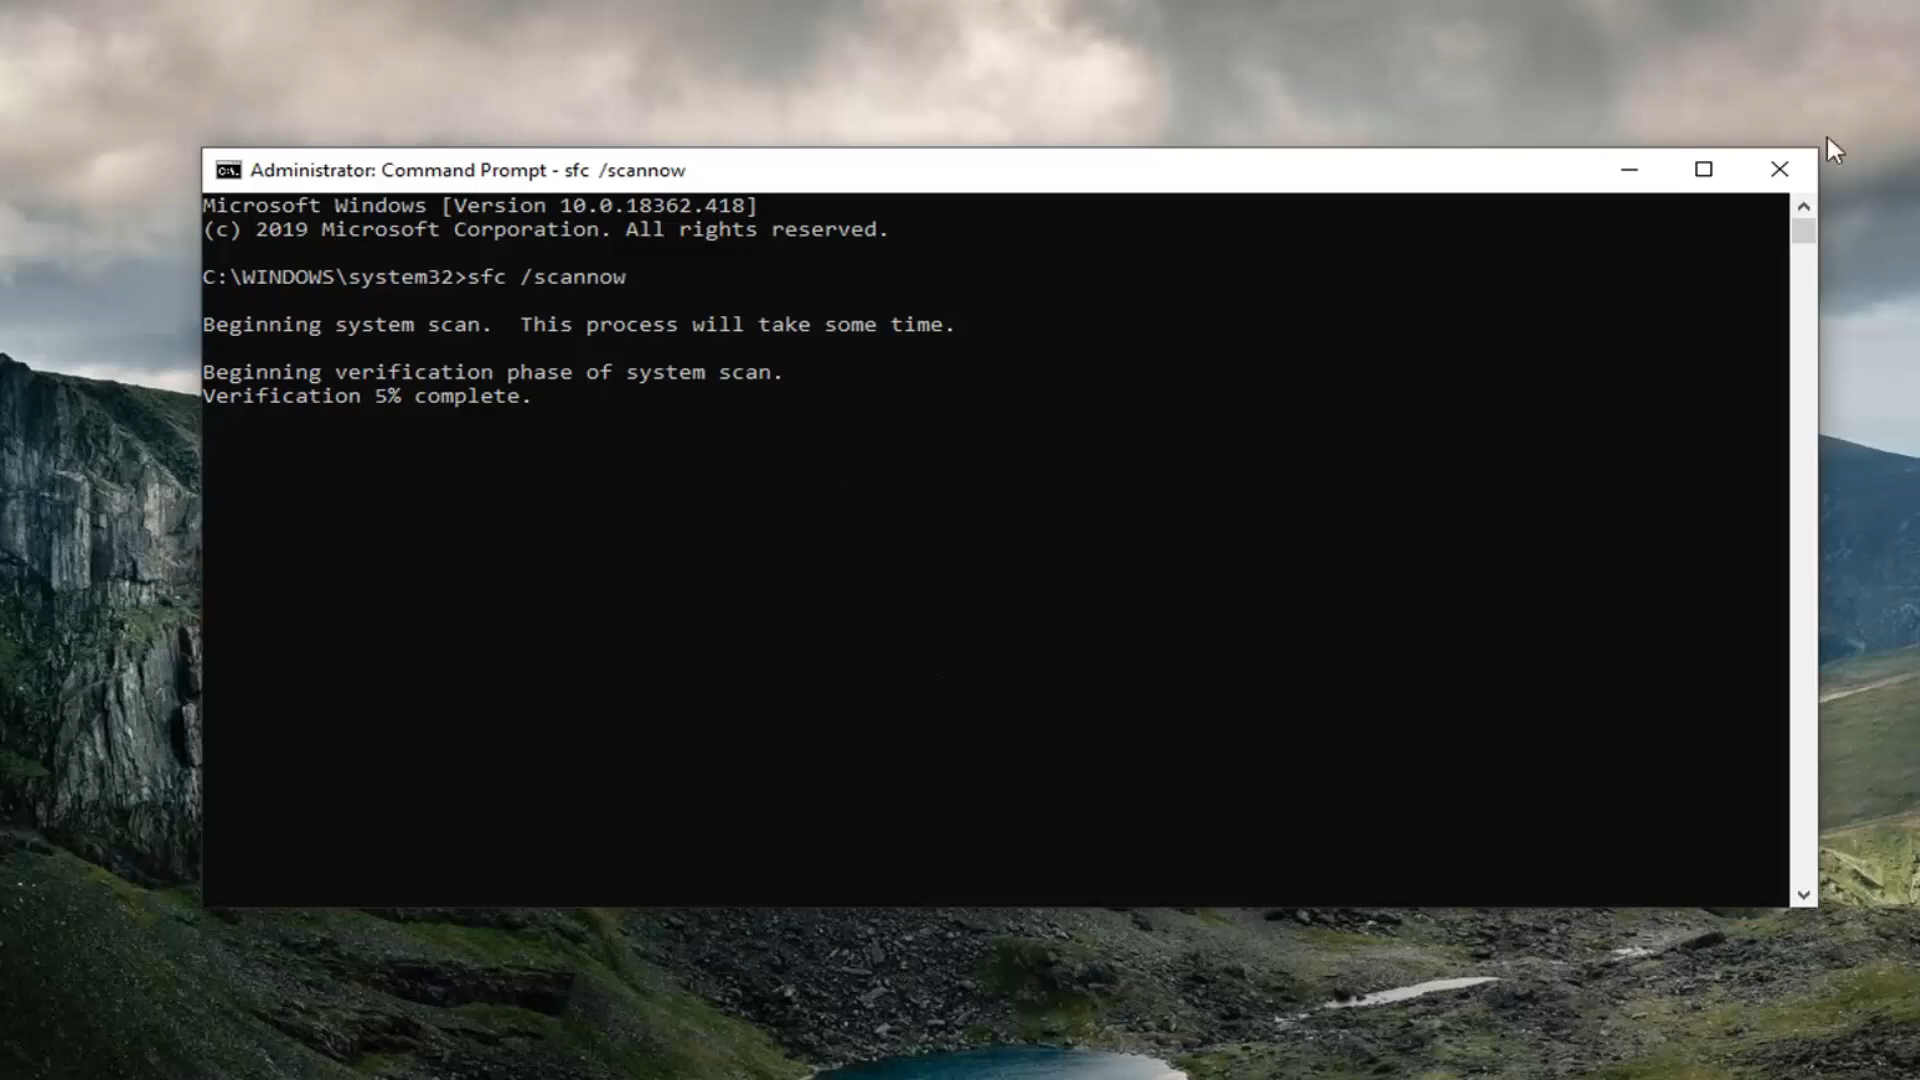 Administrator: Command Prompt - sfc  /scannow
Microsoft Windows [Version 10.0.18362.418]
(c) 2019 Microsoft Corporation. All rights reserved.
C:\WINDOWS\system32>sfc /scannow
Beginning system scan.  This process will take some time.
Beginning verification phase of system scan.
Verification 5% complete.